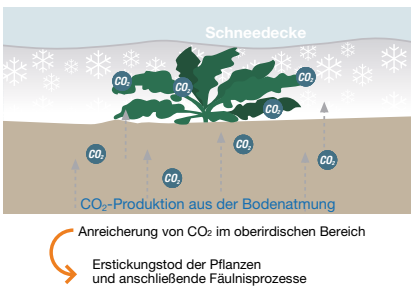 Schneedecke
CO₂
CO₂
CO₂
CO₂
CO₂
CO₂
CO₂
CO₂
CO₂-Produktion aus der Bodenatmung
Anreicherung von CO₂ im oberirdischen Bereich
Erstickungstod der Pflanzen
und anschließende Fäulnisprozesse